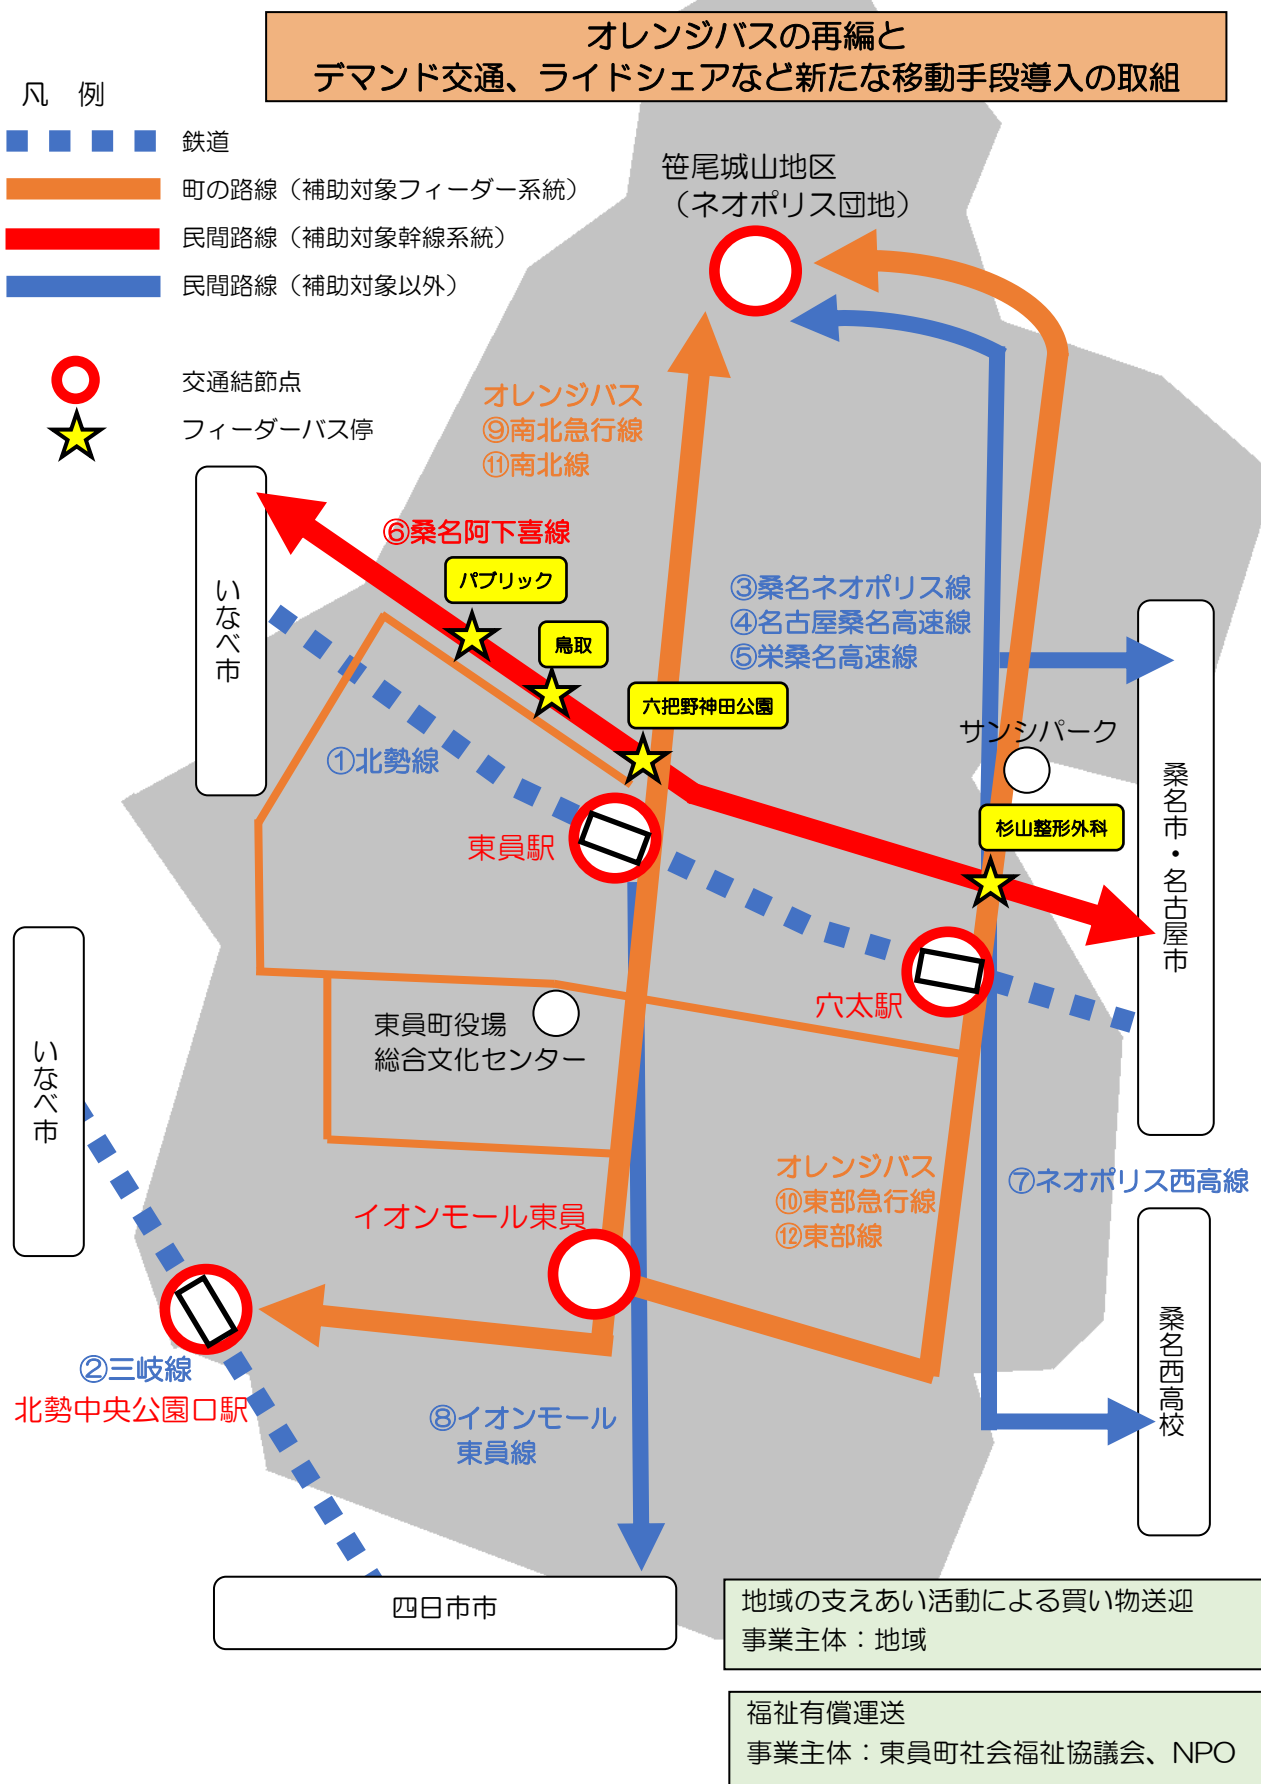 オレンジバスの再編と
デマンド交通、ライドシェアなど新たな移動手段導入の取組
凡　例
鉄道
町の路線（補助対象フィーダー系統）
民間路線（補助対象幹線系統）
民間路線（補助対象以外）
交通結節点
フィーダーバス停
笹尾城山地区
（ネオポリス団地）
オレンジバス
⑨南北急行線
⑪南北線
⑥桑名阿下喜線
パブリック
鳥取
六把野神田公園
③桑名ネオポリス線
④名古屋桑名高速線
⑤栄桑名高速線
いなべ市
①北勢線
サンシパーク
杉山整形外科
桑名市・名古屋市
東員駅
穴太駅
東員町役場
総合文化センター
いなべ市
オレンジバス
⑩東部急行線
⑫東部線
⑦ネオポリス西高線
イオンモール東員
②三岐線
北勢中央公園口駅
⑧イオンモール
東員線
桑名西高校
四日市市
地域の支えあい活動による買い物送迎
事業主体：地域
福祉有償運送
事業主体：東員町社会福祉協議会、NPO